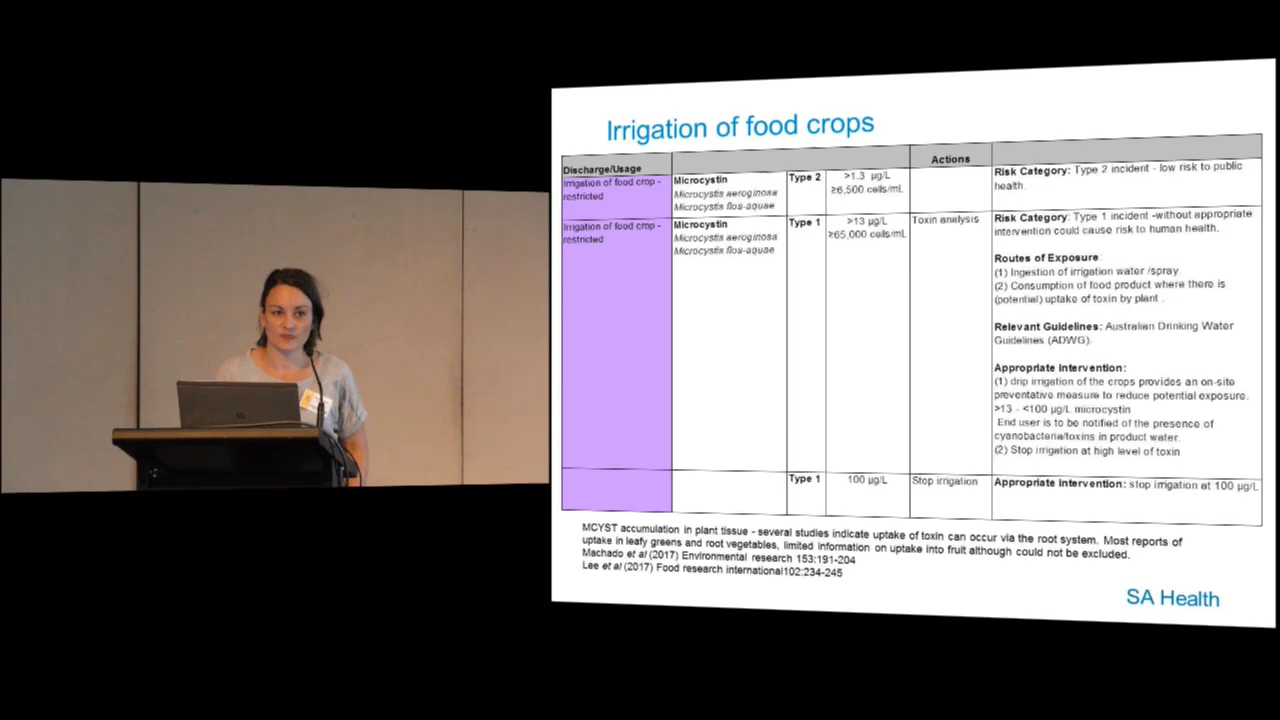 Irrigation of food crops
Discharge/Usage
Actions
Irrigation of food crop -
restricted
Microcystin
Microcystis aeroginosa
Microcystis flos-aquae
Type 2
>1.3 µg/L
≥6,500 cells/mL
Risk Category: Type 2 incident - low risk to public
health.
Irrigation of food crop -
restricted
Microcystin
Microcystis aeroginosa
Microcystis flos-aquae
Type 1
>13 µg/L
≥65,000 cells/mL
Toxin analysis
Risk Category: Type 1 incident -without appropriate
intervention could cause risk to human health.
Routes of Exposure:
(1) Ingestion of irrigation water /spray.
(2) Consumption of food product where there is
(potential) uptake of toxin by plant .
Relevant Guidelines: Australian Drinking Water
Guidelines (ADWG).
Appropriate intervention:
(1) drip irrigation of the crops provides an on-site
preventative measure to reduce potential exposure.
>13 - <100 µg/L microcystin
End user is to be notified of the presence of
cyanobacteria/toxins in product water.
(2) Stop irrigation at high level of toxin
Type 1
100 µg/L
Stop irrigation
Appropriate intervention: stop irrigation at 100 µg/L
MCYST accumulation in plant tissue - several studies indicate uptake of toxin can occur via the root system. Most reports of
uptake in leafy greens and root vegetables, limited information on uptake into fruit although could not be excluded.
Machado et al (2017) Environmental research 153:191-204
Lee et al (2017) Food research international102:234-245
SA Health